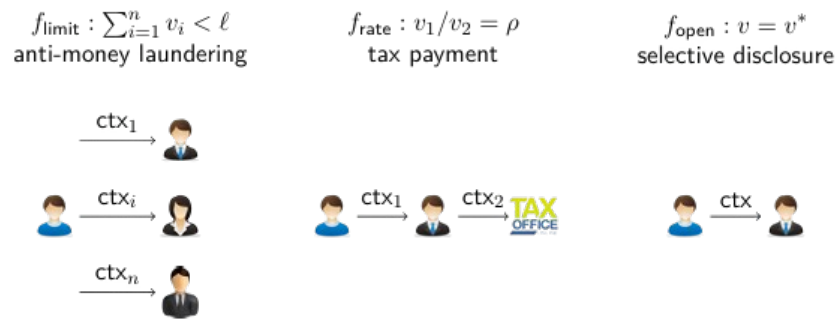 f_limit : ∑_{i=1}^n v_i < ℓ
anti-money laundering
f_rate : v_1/v_2 = ρ
tax payment
f_open : v = v*
selective disclosure
ctx_1
ctx_i
ctx_n
ctx_1
ctx_2
TAX
OFFICE
ctx